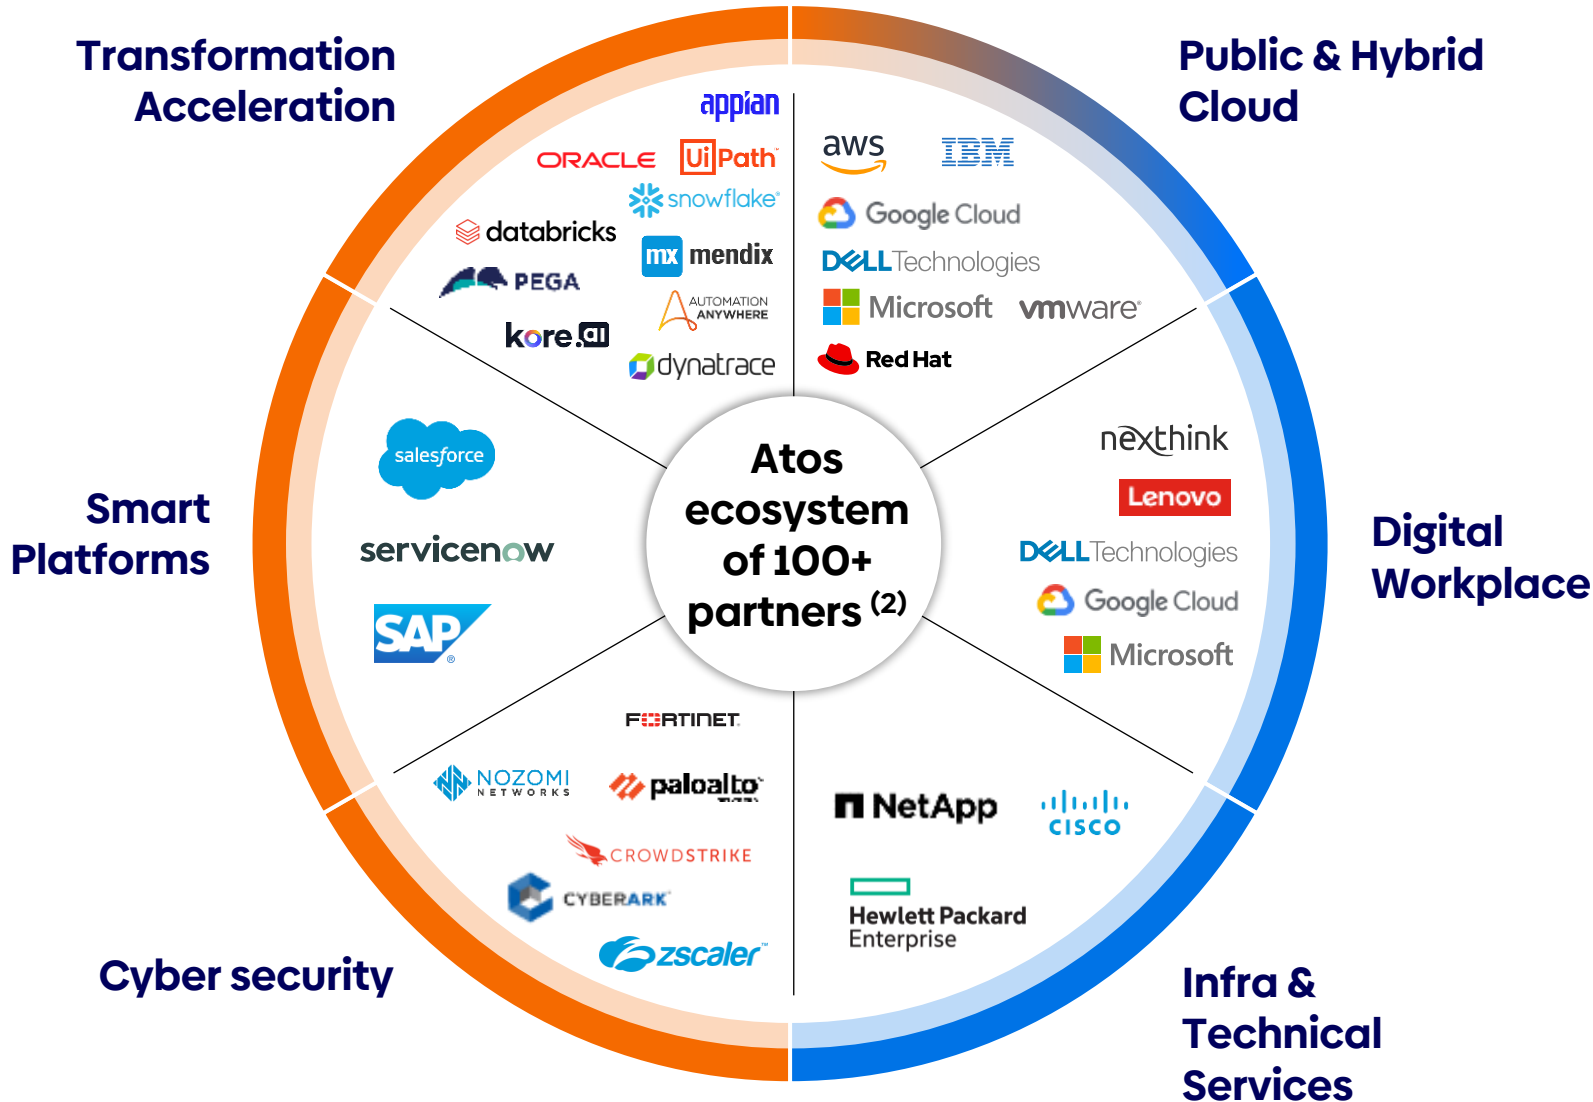 Transformation
Acceleration
appian
ORACLE
UiPath
snowflake®
databricks
mx mendix
PEGA
AUTOMATION
ANYWHERE
kore.ai
dynatrace
Public & Hybrid
Cloud
aws
IBM
Google Cloud
DELL Technologies
Microsoft
vmware®
Red Hat
Smart
Platforms
salesforce
servicenow
SAP®
Atos
ecosystem
of 100+
partners (2)
Digital
Workplace
nexthink
Lenovo
DELL Technologies
Google Cloud
Microsoft
Cyber security
FORTINET
NOZOMI
NETWORKS
paloalto
CROWDSTRIKE
CYBERARK
zscaler™
Infra &
Technical
Services
NetApp
CISCO
Hewlett Packard
Enterprise